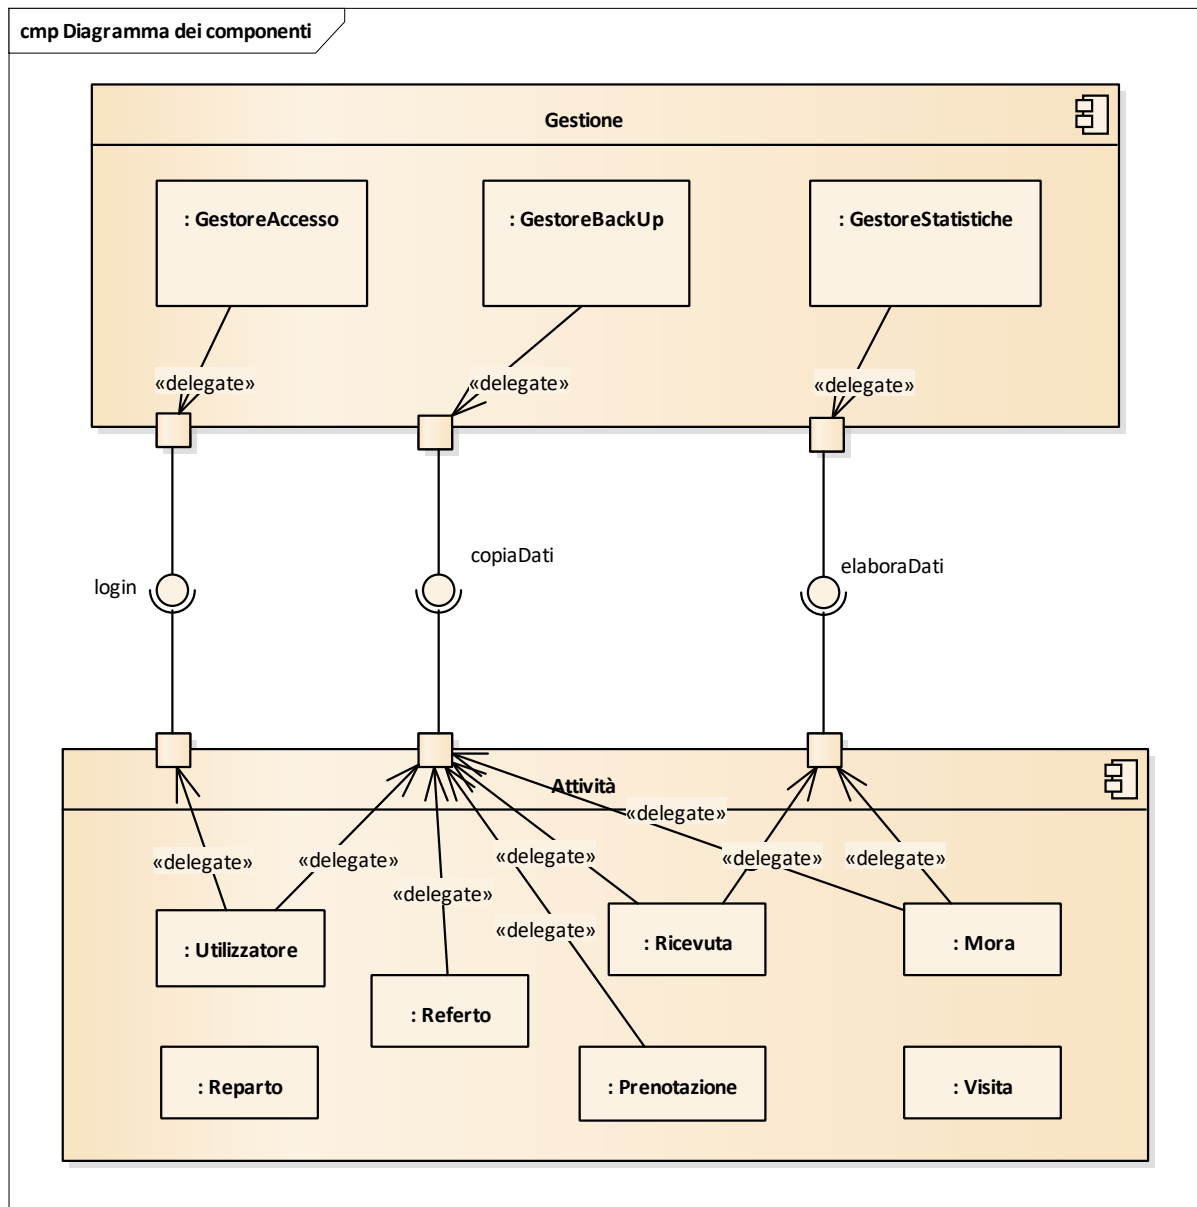 cmp Diagramma dei componenti
Gestione
: GestoreAccesso
: GestoreBackUp
: GestoreStatistiche
«delegate»
«delegate»
«delegate»
login
copiaDati
elaboraDati
Attività
«delegate»
«delegate»
«delegate»
«delegate»
«delegate»
«delegate»
«delegate»
«delegate»
: Utilizzatore
: Ricevuta
: Mora
: Referto
: Reparto
: Prenotazione
: Visita